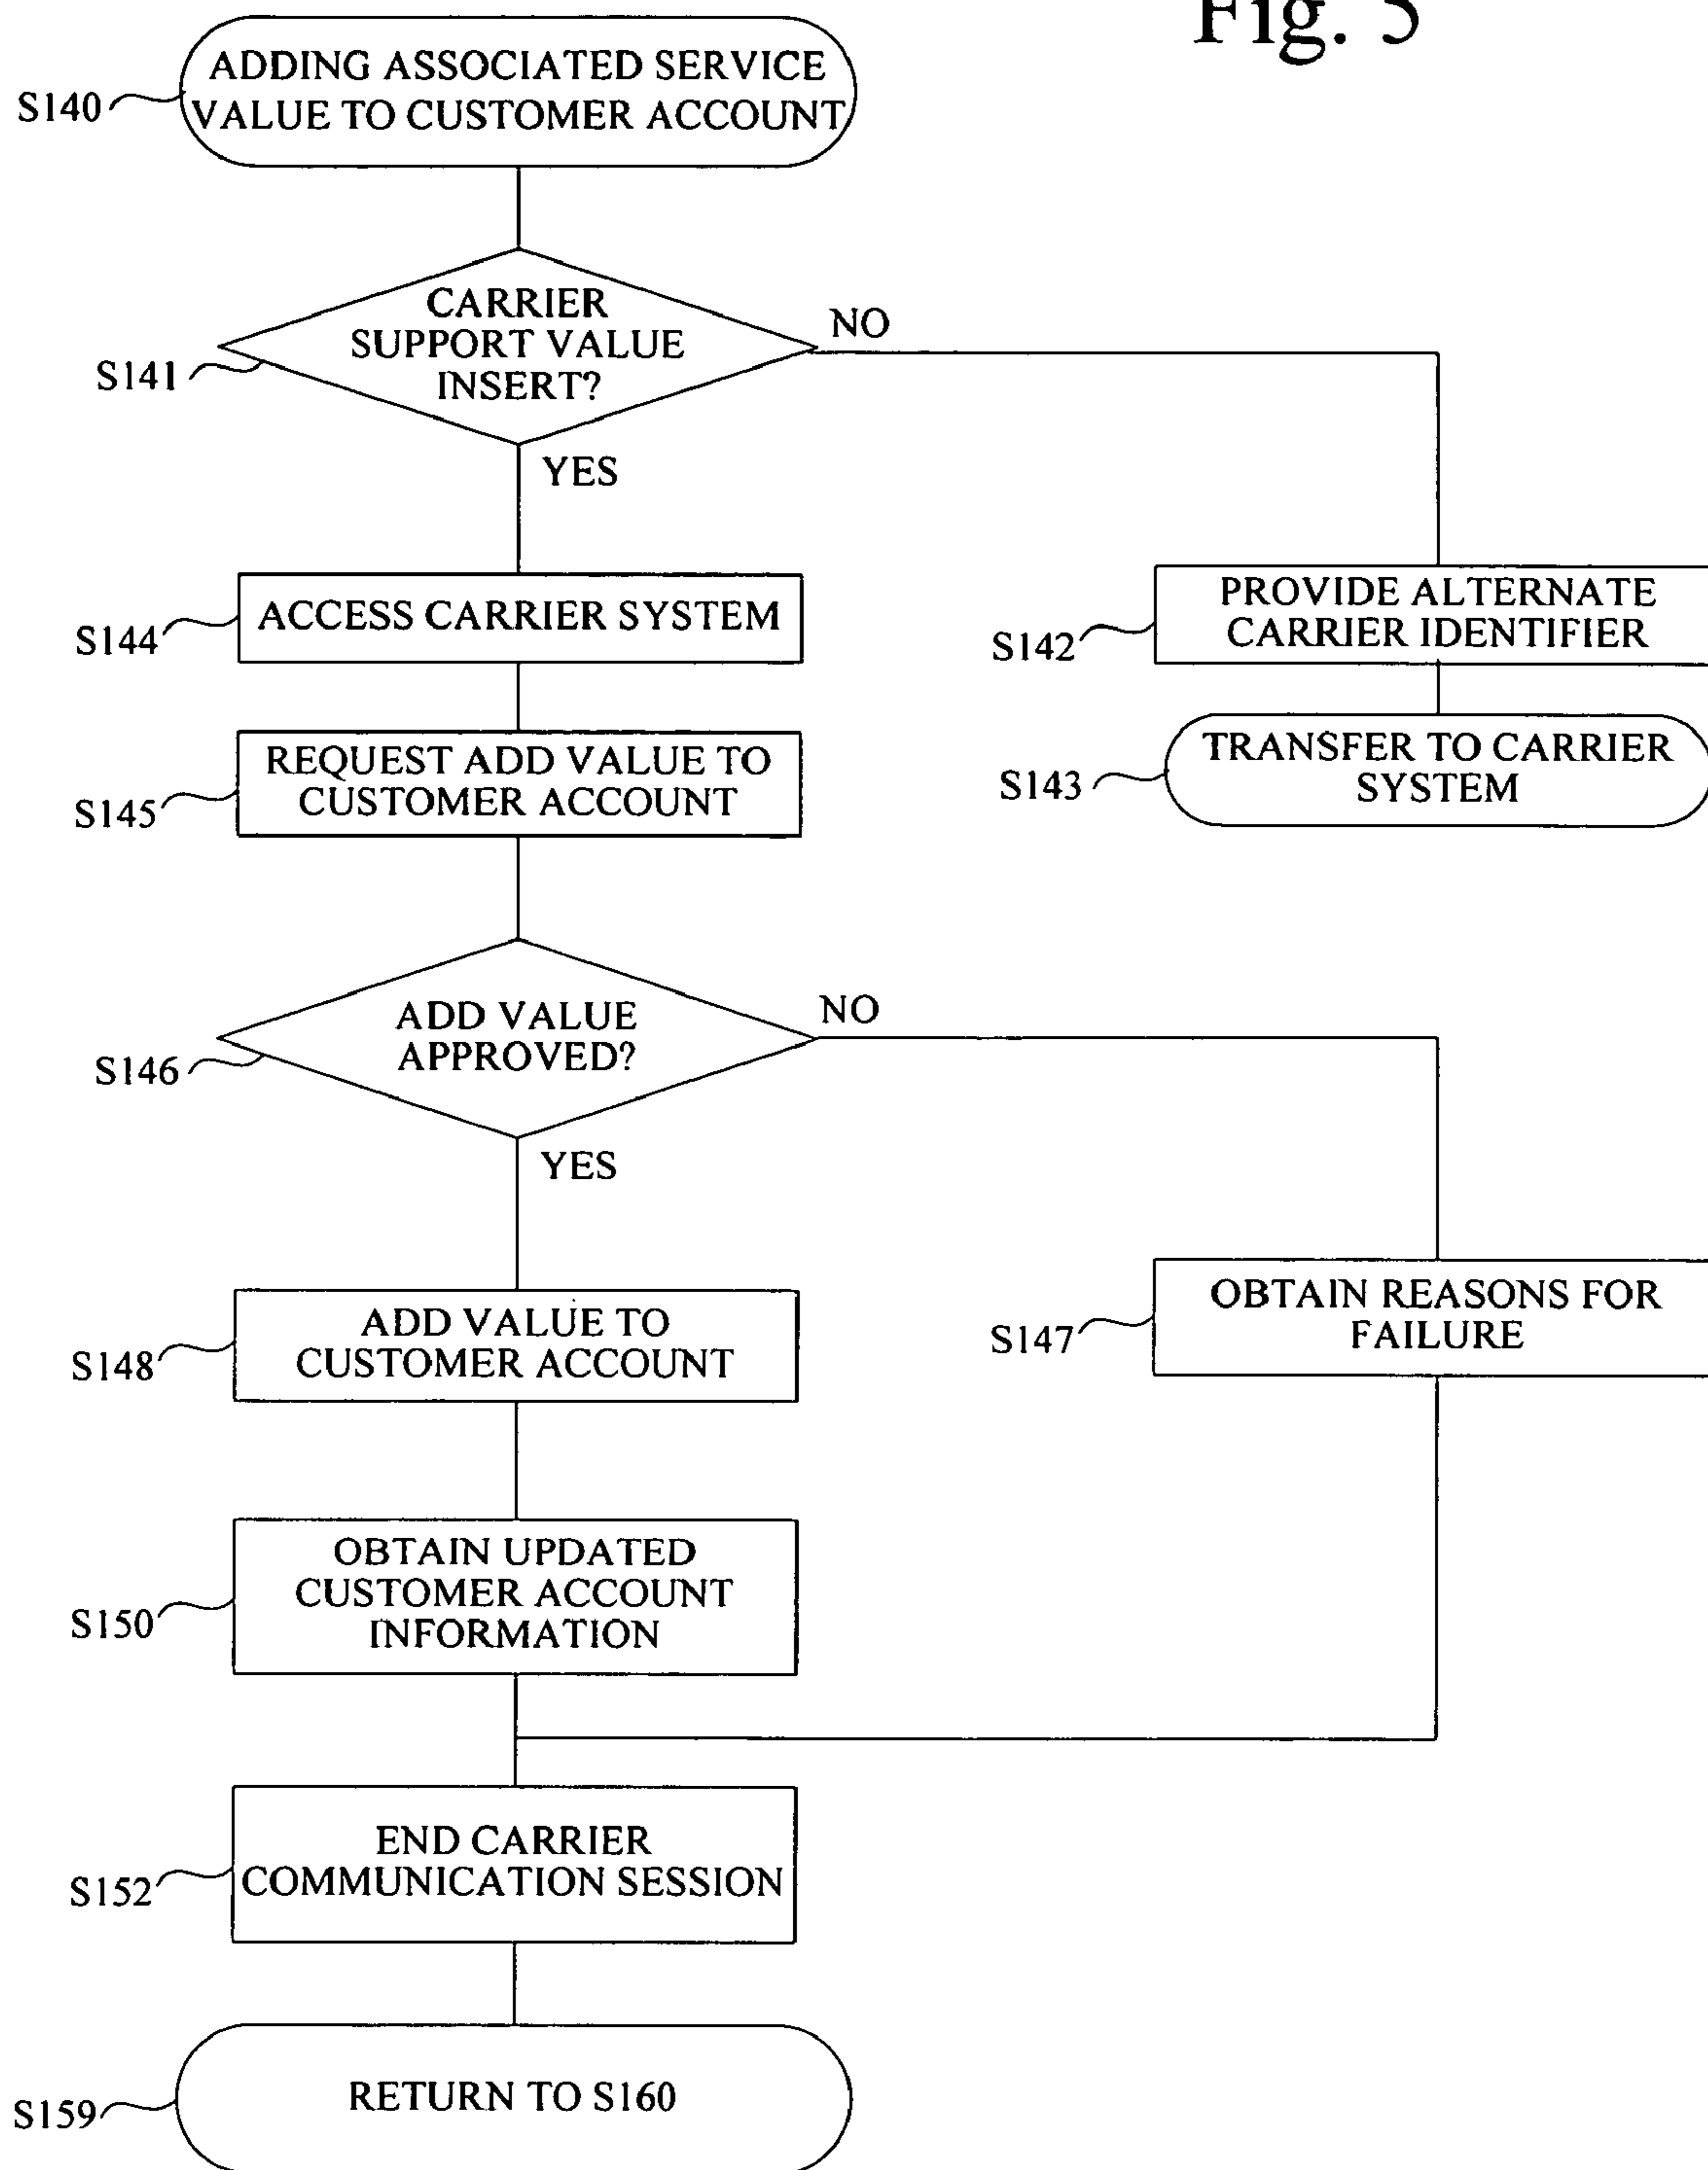 Fig. 5
ADDING ASSOCIATED SERVICE
VALUE TO CUSTOMER ACCOUNT
S140
CARRIER
SUPPORT VALUE
INSERT?
NO
S141
YES
ACCESS CARRIER SYSTEM
S144
PROVIDE ALTERNATE
CARRIER IDENTIFIER
S142
REQUEST ADD VALUE TO
CUSTOMER ACCOUNT
S145
TRANSFER TO CARRIER
SYSTEM
S143
ADD VALUE
APPROVED?
NO
S146
YES
ADD VALUE TO
CUSTOMER ACCOUNT
S148
OBTAIN REASONS FOR
FAILURE
S147
OBTAIN UPDATED
CUSTOMER ACCOUNT
INFORMATION
S150
END CARRIER
COMMUNICATION SESSION
S152
RETURN TO S160
S159